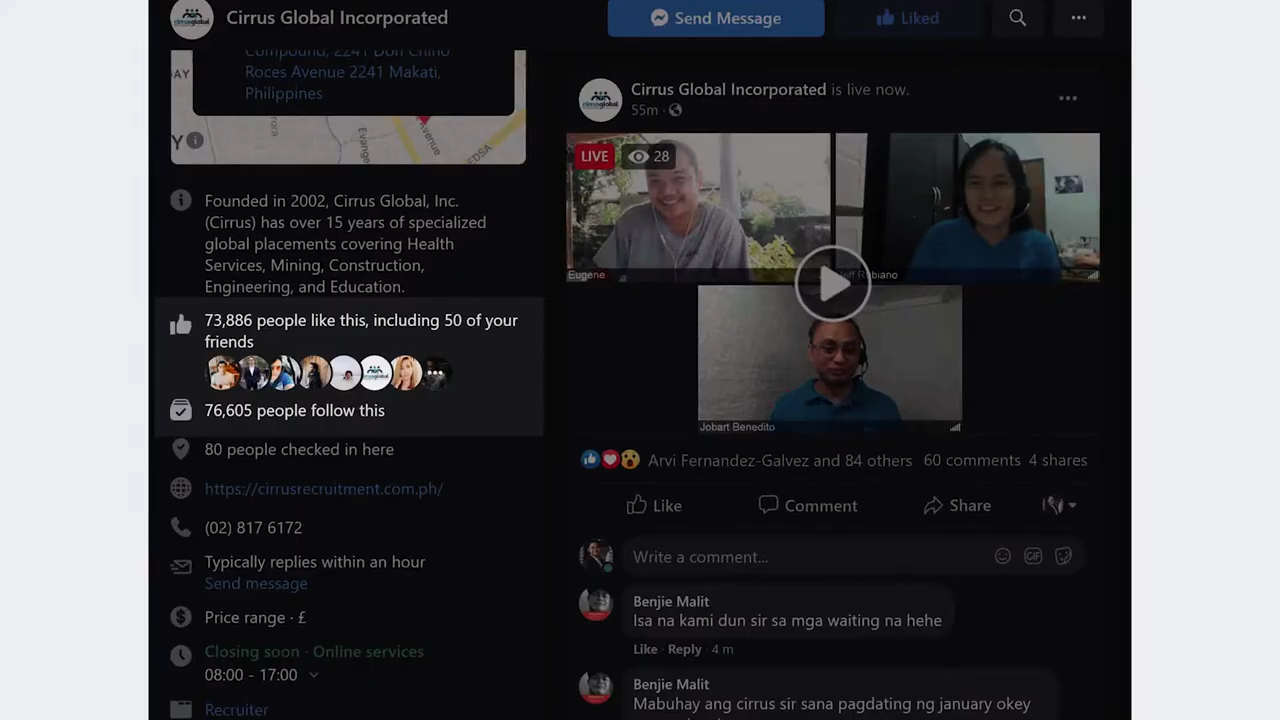 Cirrus Global Incorporated
Send Message
Liked
Compound, 2241 Don Chino
Roces Avenue 2241 Makati,
Philippines
Founded in 2002, Cirrus Global, Inc.
(Cirrus) has over 15 years of specialized
global placements covering Health
Services, Mining, Construction,
Engineering, and Education.
73,886 people like this, including 50 of your
friends
76,605 people follow this
80 people checked in here
https://cirrusrecruitment.com.ph/
(02) 817 6172
Typically replies within an hour
Send message
Price range · £
Closing soon · Online services
08:00 - 17:00
Recruiter
Cirrus Global Incorporated is live now.
55m ·
LIVE 28
Eugene
Jeff Rubiano
Jobart Benedito
Arvi Fernandez-Galvez and 84 others 60 comments 4 shares
Like Comment Share
Write a comment...
GIF
Benjie Malit
Isa na kami dun sir sa mga waiting na hehe
Like · Reply · 4 m
Benjie Malit
Mabuhay ang cirrus sir sana pagdating ng january okey